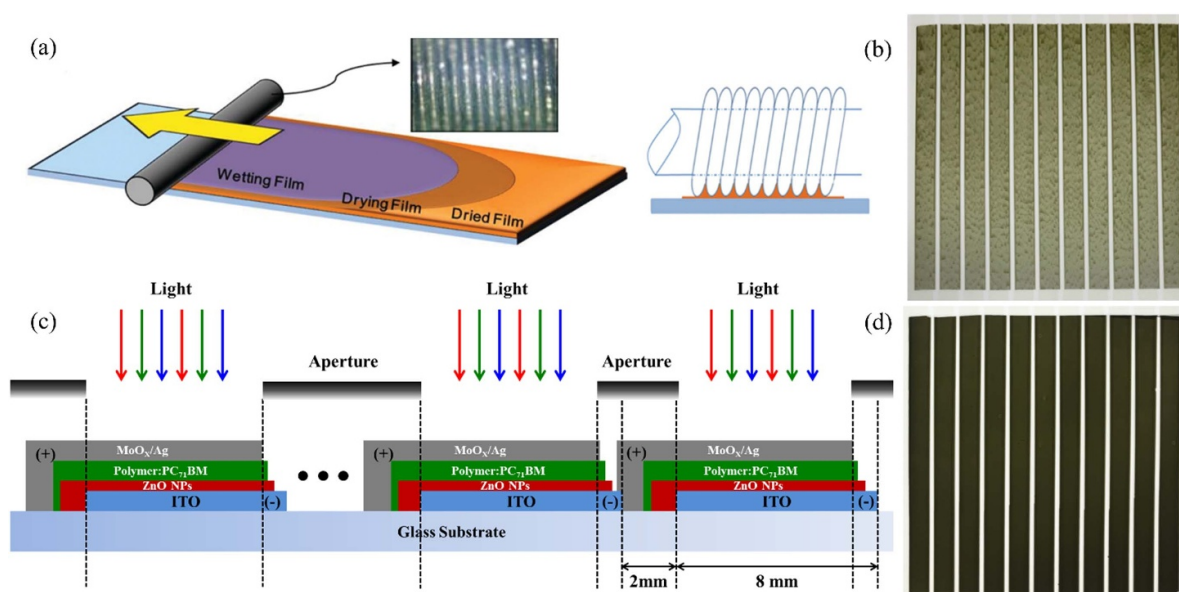 (a)
(b)
Wetting Film
Drying Film
Dried Film
(c)
(d)
Light
Light
Light
Aperture
Aperture
(+)
MoOₓ/Ag
Polymer:PC₇₁BM
ZnO NPs
ITO
(-)
(+)
MoOₓ/Ag
Polymer:PC₇₁BM
ZnO NPs
ITO
(-)
(+)
MoOₓ/Ag
Polymer:PC₇₁BM
ZnO NPs
ITO
(-)
Glass Substrate
2mm
8 mm